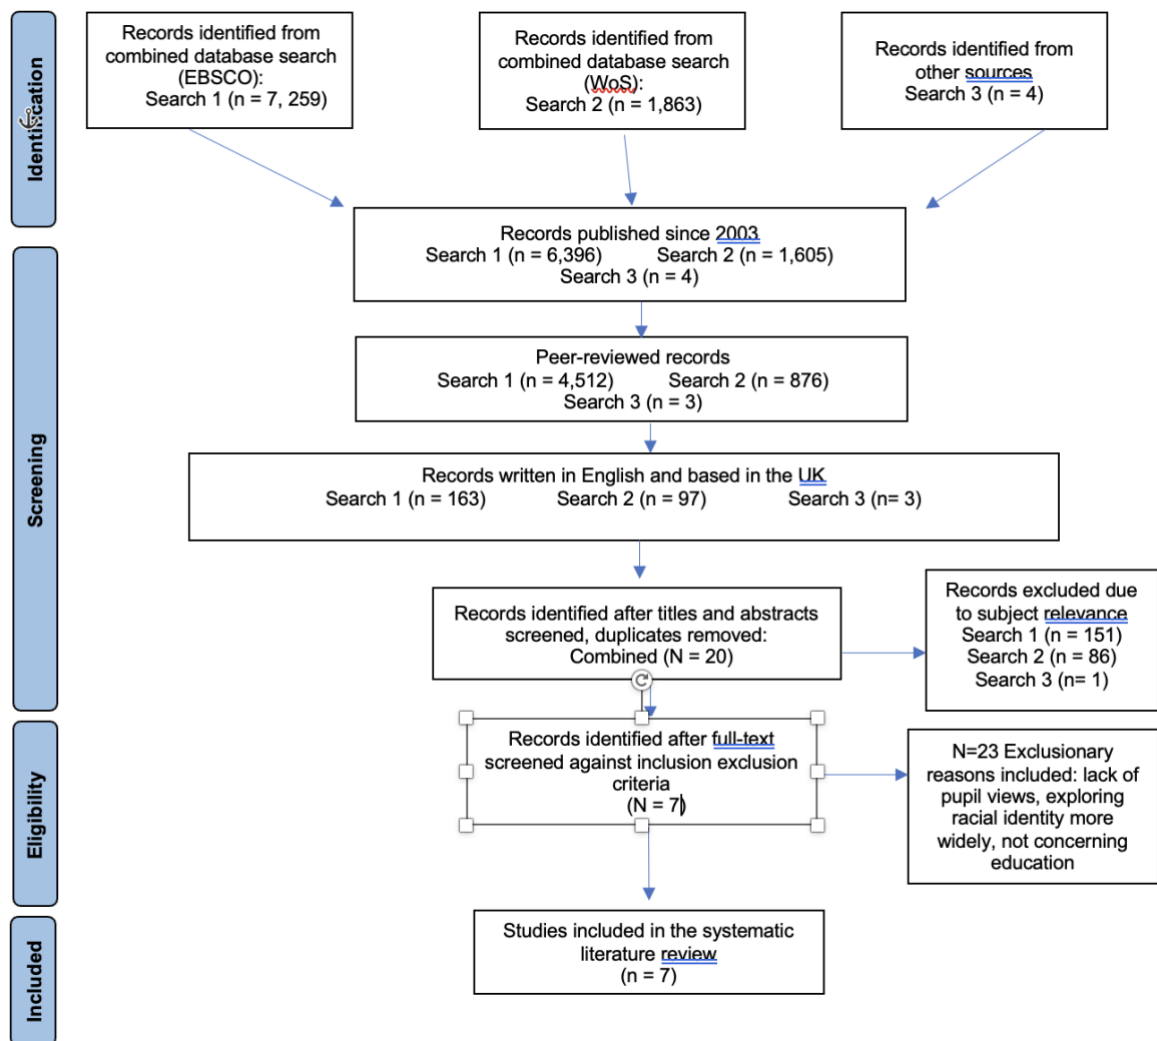 Identification
Records identified from
combined database search
(EBSCO):
Search 1 (n = 7, 259)
Records identified from
combined database search
(WoS):
Search 2 (n = 1,863)
Records identified from
other sources
Search 3 (n = 4)
Screening
Records published since 2003
Search 1 (n = 6,396) Search 2 (n = 1,605)
Search 3 (n = 4)
Peer-reviewed records
Search 1 (n = 4,512) Search 2 (n = 876)
Search 3 (n = 3)
Records written in English and based in the UK
Search 1 (n = 163) Search 2 (n = 97) Search 3 (n= 3)
Records identified after titles and abstracts
screened, duplicates removed:
Combined (N = 20)
Records excluded due
to subject relevance
Search 1 (n = 151)
Search 2 (n = 86)
Search 3 (n= 1)
Eligibility
Records identified after full-text
screened against inclusion exclusion
criteria
(N = 7)
N=23 Exclusionary
reasons included: lack of
pupil views, exploring
racial identity more
widely, not concerning
education
Included
Studies included in the systematic
literature review
(n = 7)